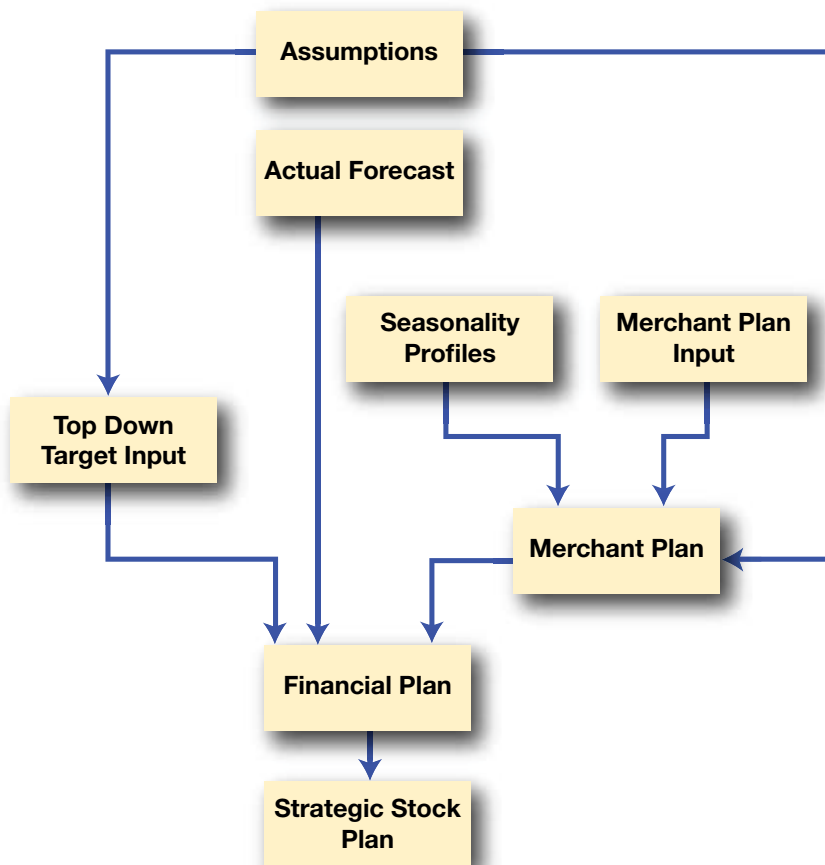 Assumptions
Actual Forecast
Seasonality
Profiles
Merchant Plan
Input
Top Down
Target Input
Merchant Plan
Financial Plan
Strategic Stock
Plan